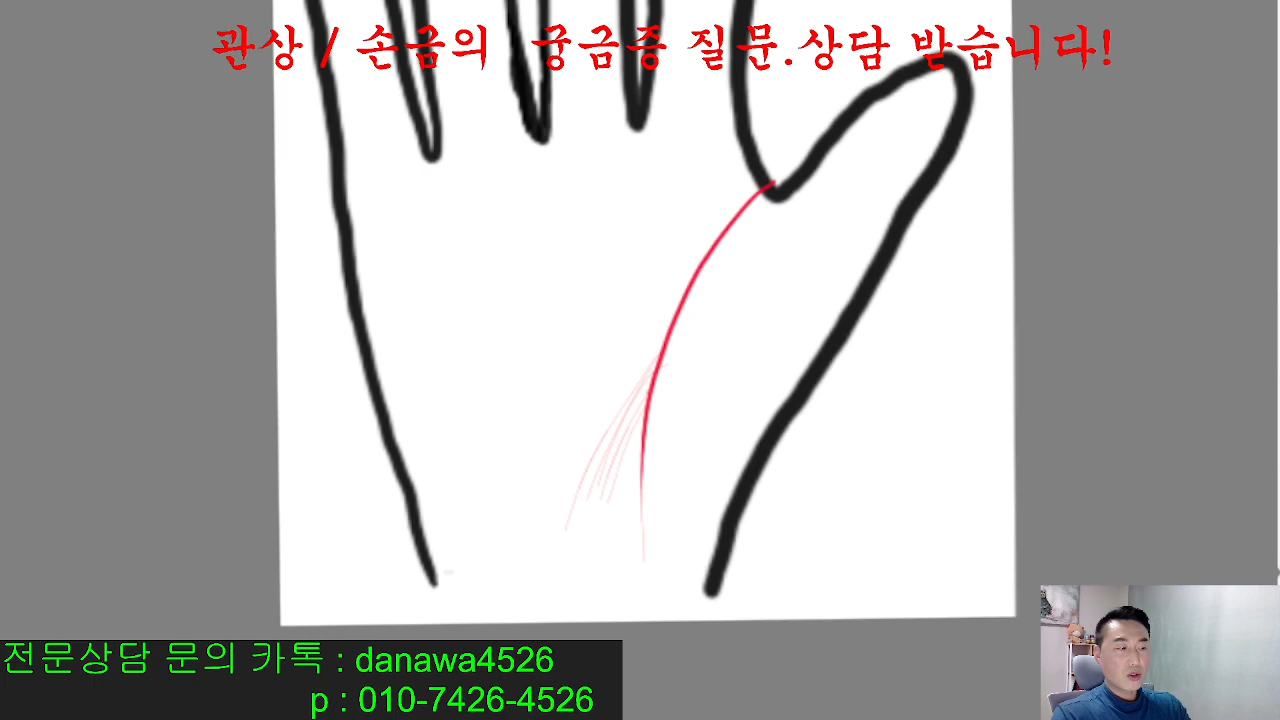 관상 / 손금의 궁금증 질문.상담 받습니다!
전문상담 문의 카톡 : danawa4526
p : 010-7426-4526